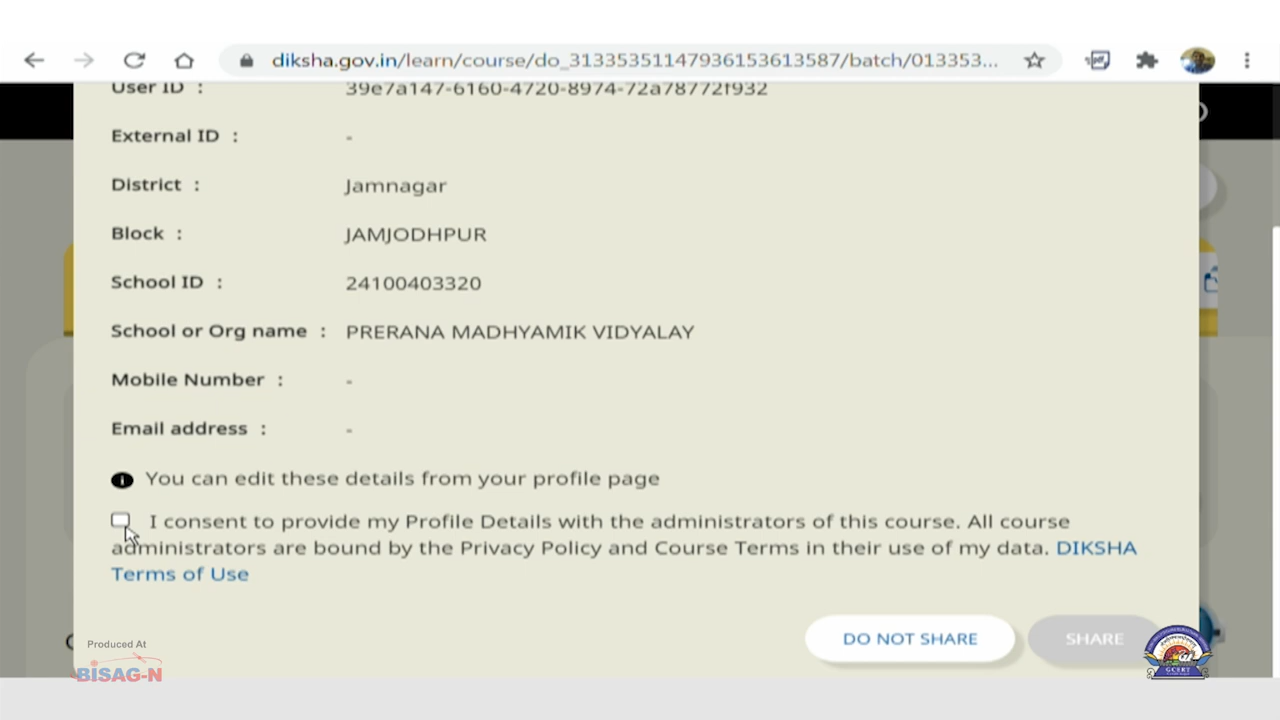 diksha.gov.in/learn/course/do_31335351147936153613587/batch/013353...
User ID : 39e7a147-6160-4720-8974-72a78772f932
External ID : -
District : Jamnagar
Block : JAMJODHPUR
School ID : 24100403320
School or Org name : PRERANA MADHYAMIK VIDYALAY
Mobile Number : -
Email address : -
You can edit these details from your profile page
I consent to provide my Profile Details with the administrators of this course. All course
administrators are bound by the Privacy Policy and Course Terms in their use of my data. DIKSHA
Terms of Use
DO NOT SHARE SHARE
Produced At
BISAG-N
GCERT